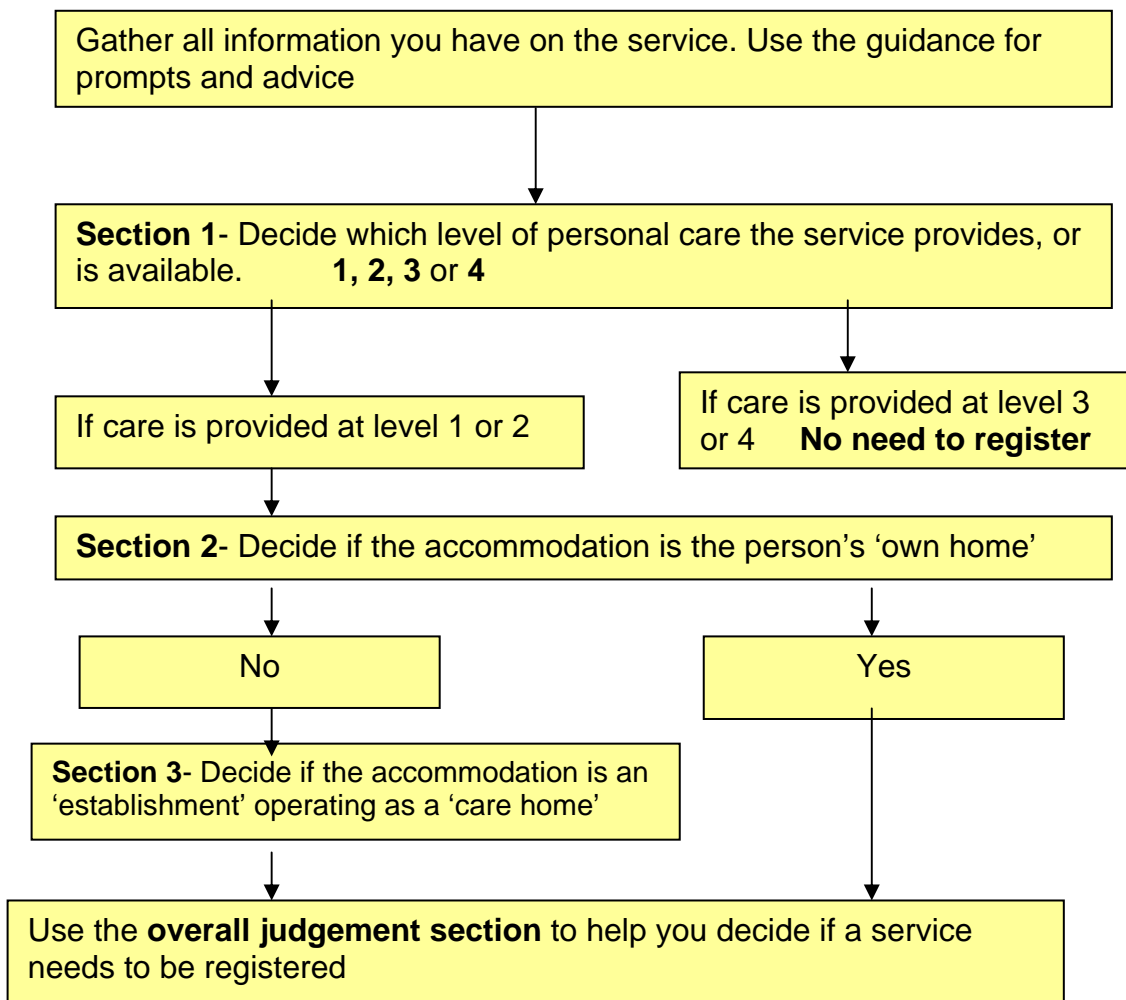 Gather all information you have on the service. Use the guidance for
prompts and advice
Section 1- Decide which level of personal care the service provides, or
is available. 1, 2, 3 or 4
If care is provided at level 1 or 2
If care is provided at level 3
or 4 No need to register
Section 2- Decide if the accommodation is the person’s ‘own home’
No
Yes
Section 3- Decide if the accommodation is an
‘establishment’ operating as a ‘care home’
Use the overall judgement section to help you decide if a service
needs to be registered